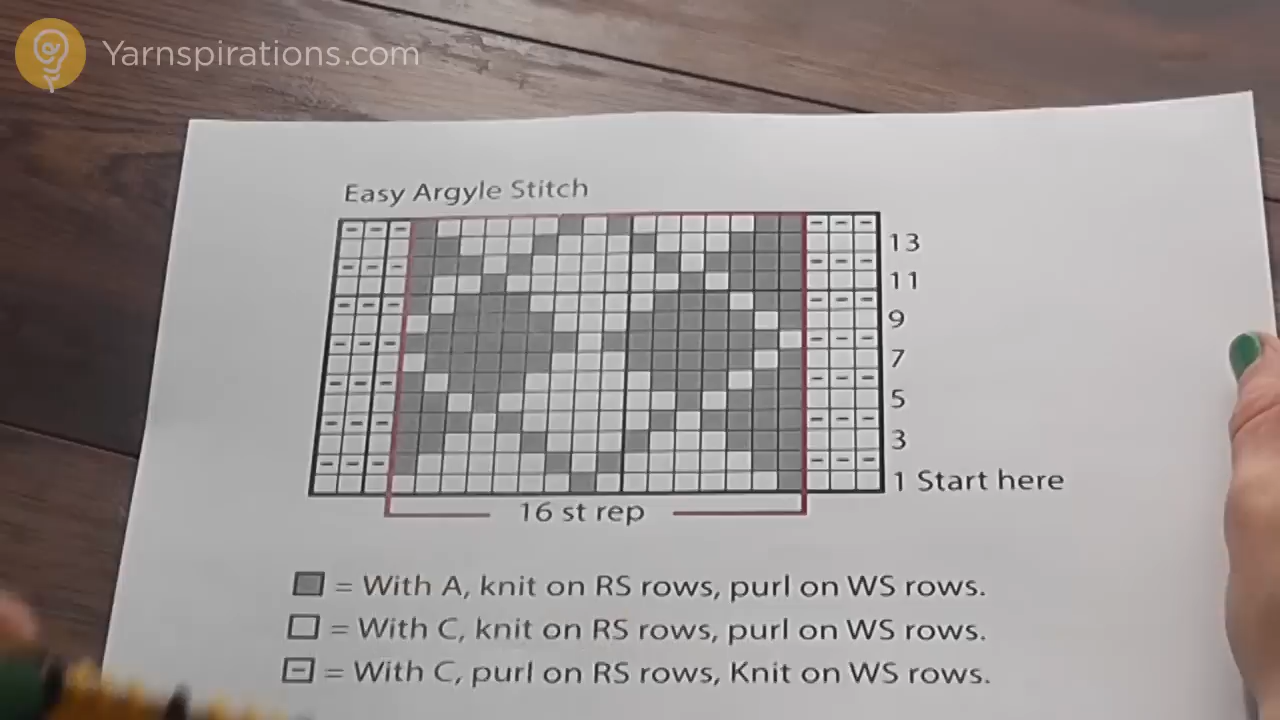 Yarnspirations.com
Easy Argyle Stitch
13
11
9
7
5
3
1 Start here
16 st rep
= With A, knit on RS rows, purl on WS rows.
= With C, knit on RS rows, purl on WS rows.
- = With C, purl on RS rows, Knit on WS rows.